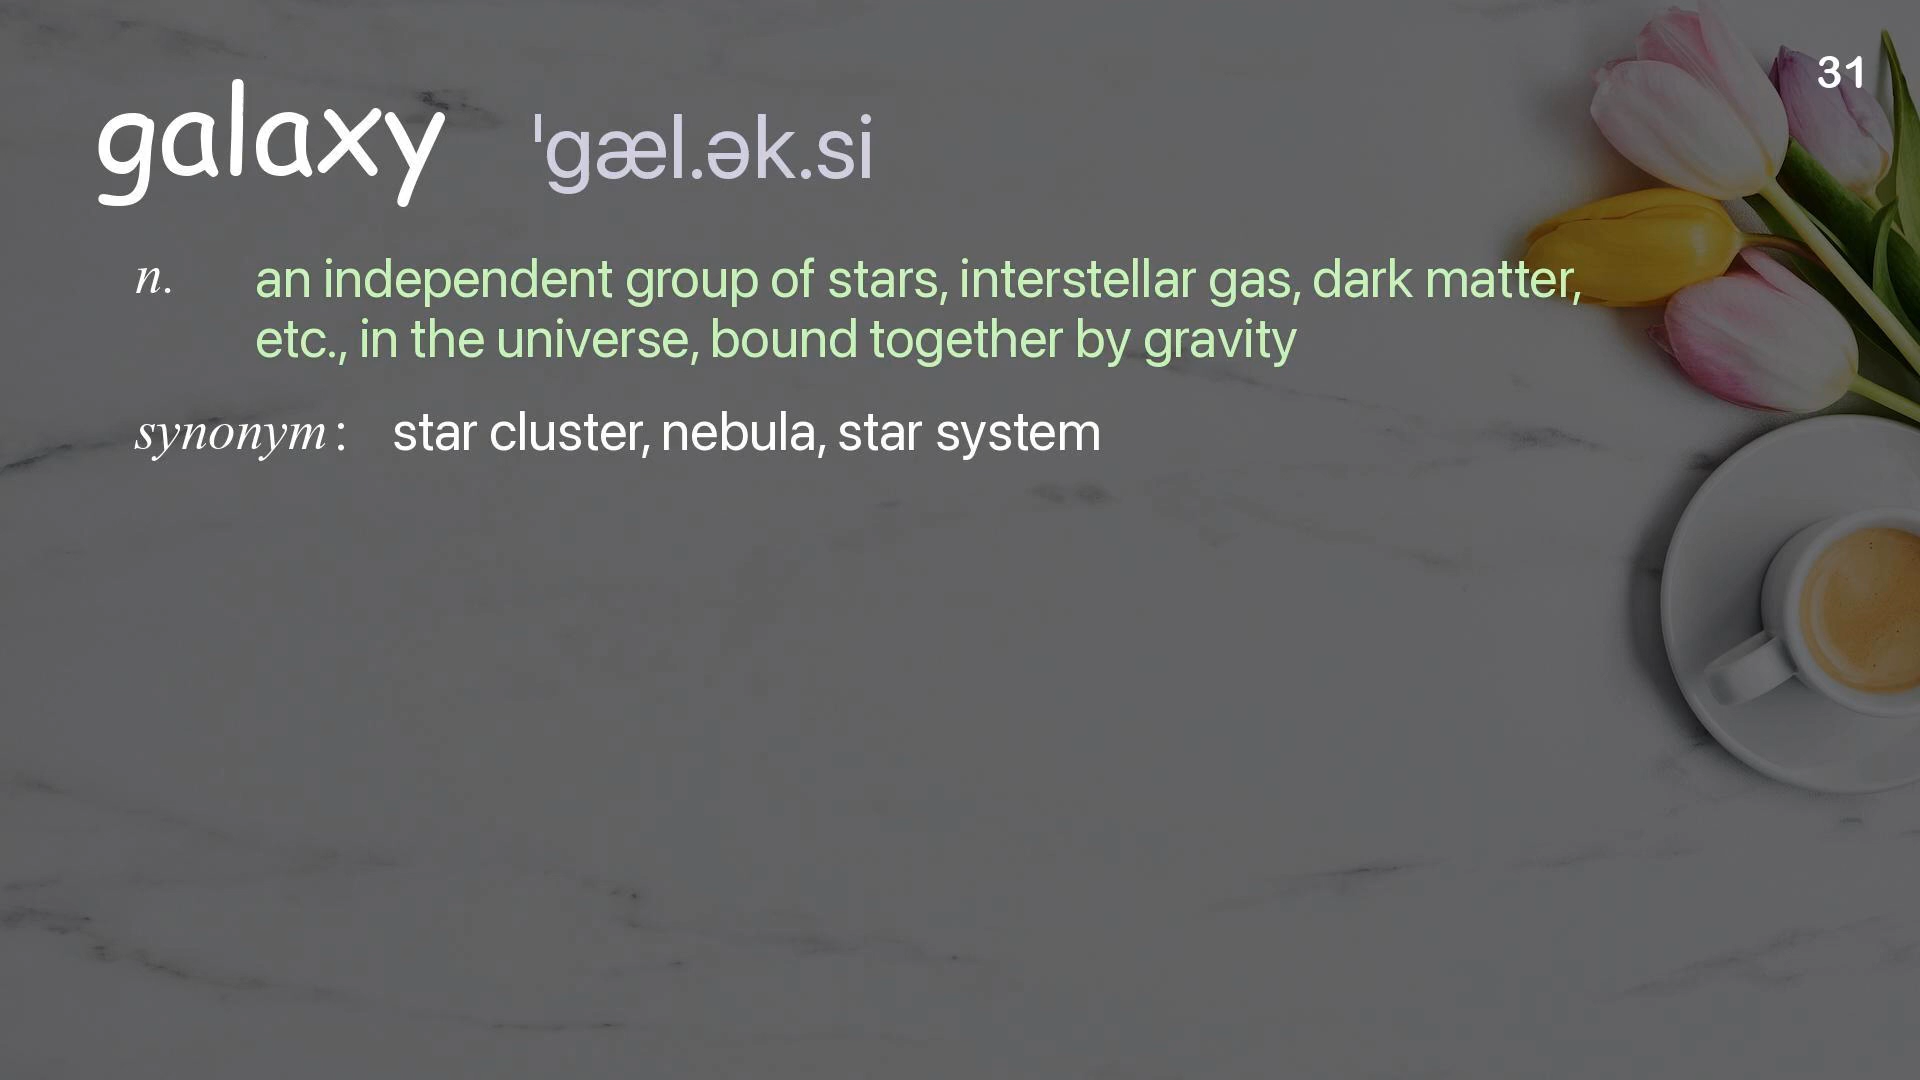 31
galaxy ˈɡæl.ək.si
n. an independent group of stars, interstellar gas, dark matter,
etc., in the universe, bound together by gravity
synonym : star cluster, nebula, star system